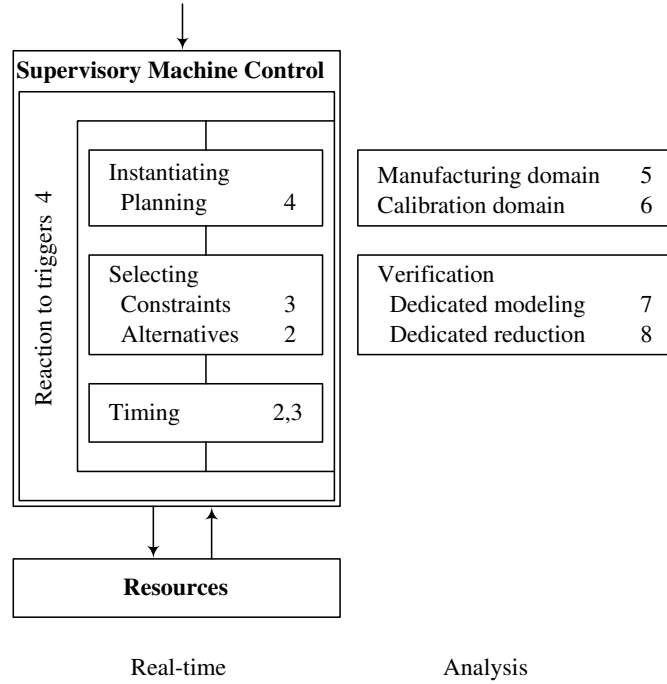 Supervisory Machine Control
Reaction to triggers 4
Instantiating
Planning 4
Selecting
Constraints 3
Alternatives 2
Timing 2,3
Manufacturing domain 5
Calibration domain 6
Verification
Dedicated modeling 7
Dedicated reduction 8
Resources
Real-time
Analysis